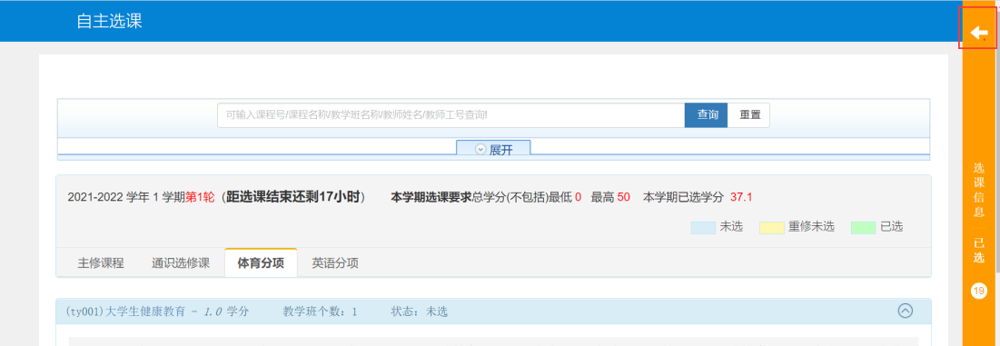 自主选课
可输入课程号/课程名称/教学班名称/教师姓名/教师工号查询!
查询
重置
展开
2021-2022 学年 1 学期第1轮（距选课结束还剩17小时） 本学期选课要求总学分(不包括)最低 0 最高 50 本学期已选学分 37.1
未选 重修未选 已选
主修课程 通识选修课 体育分项 英语分项
(ty001)大学生健康教育 - 1.0 学分 教学班个数：1 状态：未选
选课信息
已选
19